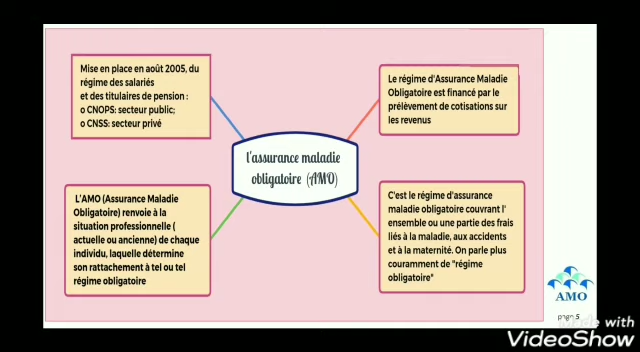 Mise en place en août 2005, du
régime des salariés
et des titulaires de pension :
o CNOPS: secteur public;
o CNSS: secteur privé
Le régime d'Assurance Maladie
Obligatoire est financé par le
prélèvement de cotisations sur
les revenus
l'assurance maladie
obligatoire (AMO)
L'AMO (Assurance Maladie
Obligatoire) renvoie à la
situation professionnelle (
actuelle ou ancienne) de chaque
individu, laquelle détermine
son rattachement à tel ou tel
régime obligatoire
C'est le régime d'assurance
maladie obligatoire couvrant l'
ensemble ou une partie des frais
liés à la maladie, aux accidents
et à la maternité. On parle plus
couramment de "régime
obligatoire"
AMO
page 5
Made with
VideoShow